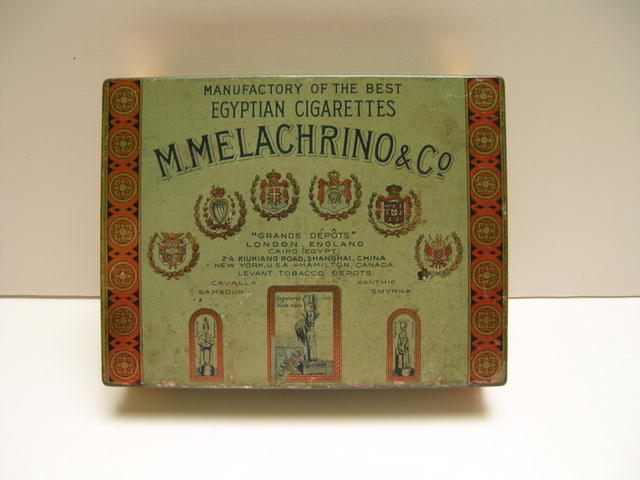 MANUFACTORY OF THE BEST
EGYPTIAN CIGARETTES
M. MELACHRINO & Co
"GRANDS DÉPÔTS"
LONDON, ENGLAND
CAIRO, (EGYPT)
2-A KIUKIANG ROAD, SHANGHAI, CHINA
NEW YORK, U.S.A. - HAMILTON, CANADA
LEVANT TOBACCO DEPOTS:
CAVALLA XANTHIE
SAMSOUN SMYRNA
Registered
Trade mark